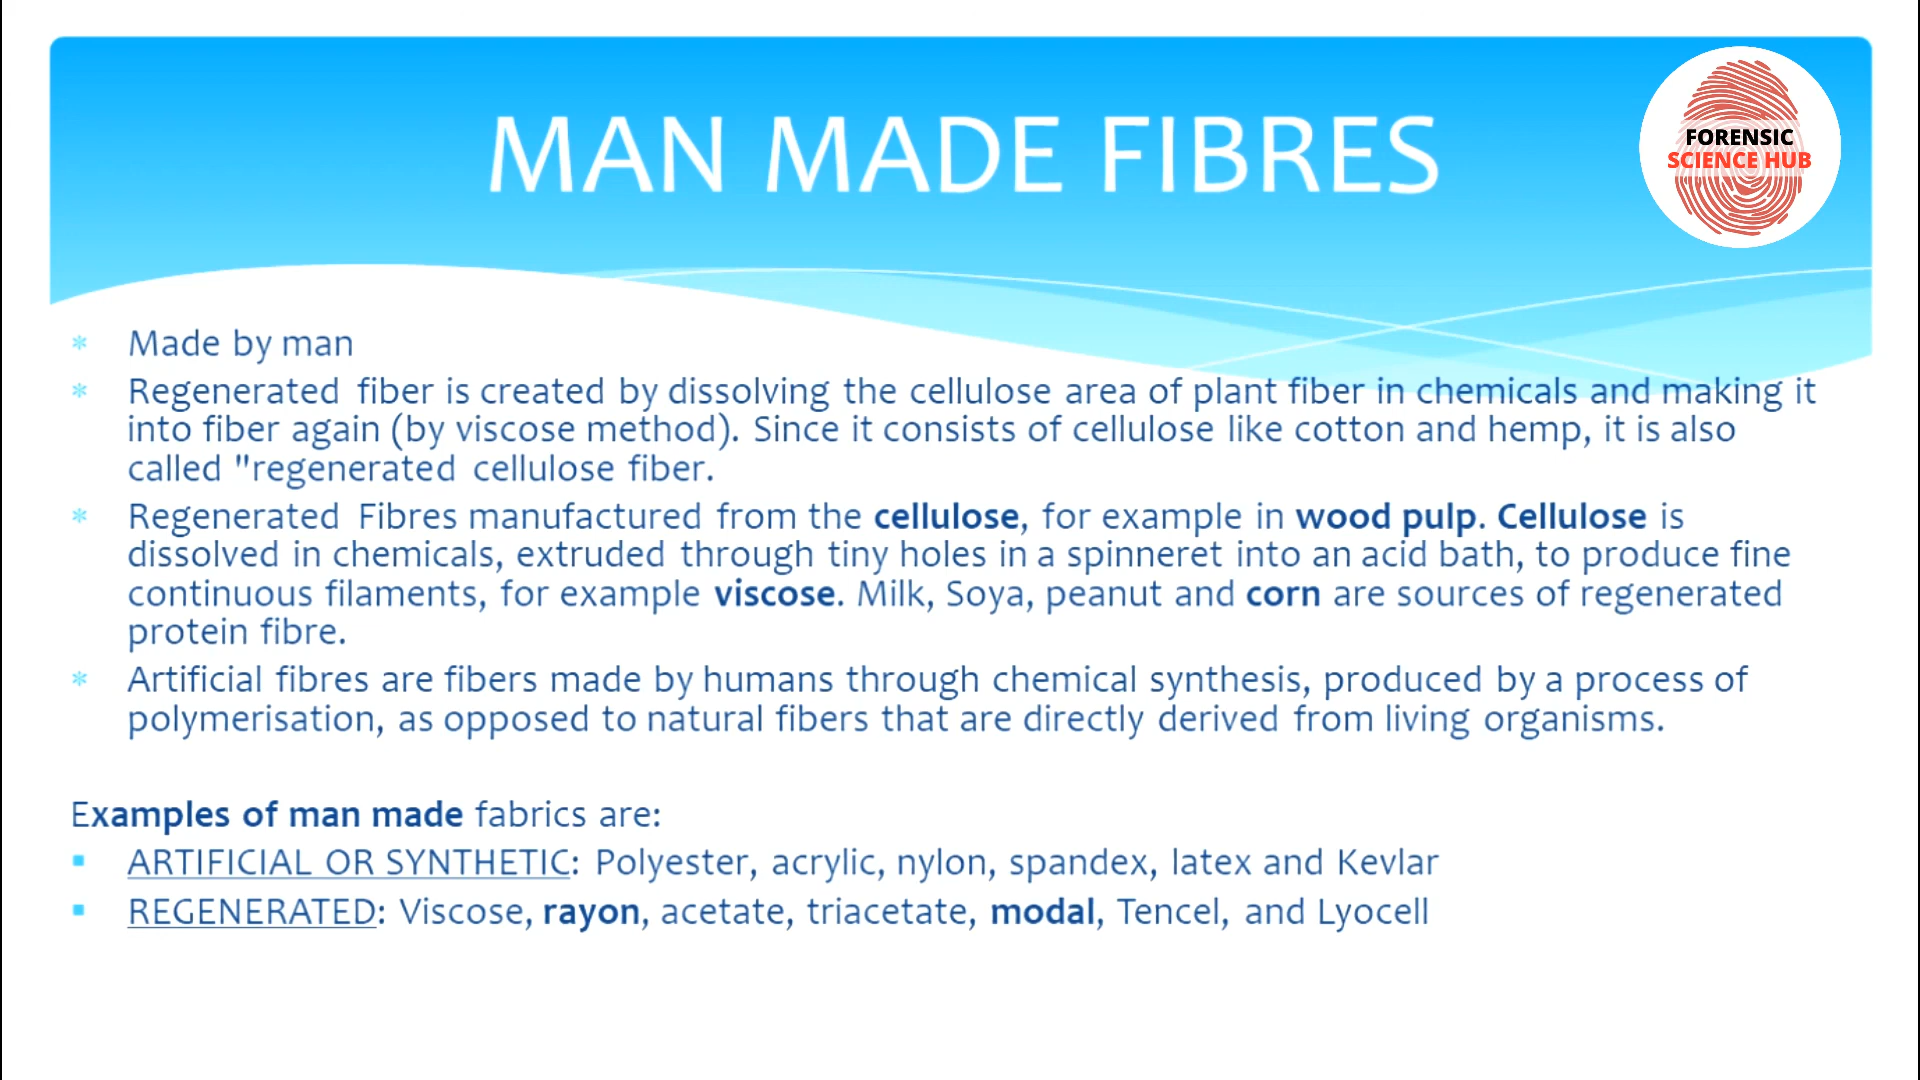 MAN MADE FIBRES
FORENSIC
SCIENCE HUB
* Made by man
* Regenerated fiber is created by dissolving the cellulose area of plant fiber in chemicals and making it
into fiber again (by viscose method). Since it consists of cellulose like cotton and hemp, it is also
called "regenerated cellulose fiber.
* Regenerated Fibres manufactured from the cellulose, for example in wood pulp. Cellulose is
dissolved in chemicals, extruded through tiny holes in a spinneret into an acid bath, to produce fine
continuous filaments, for example viscose. Milk, Soya, peanut and corn are sources of regenerated
protein fibre.
* Artificial fibres are fibers made by humans through chemical synthesis, produced by a process of
polymerisation, as opposed to natural fibers that are directly derived from living organisms.
Examples of man made fabrics are:
▪ ARTIFICIAL OR SYNTHETIC: Polyester, acrylic, nylon, spandex, latex and Kevlar
▪ REGENERATED: Viscose, rayon, acetate, triacetate, modal, Tencel, and Lyocell